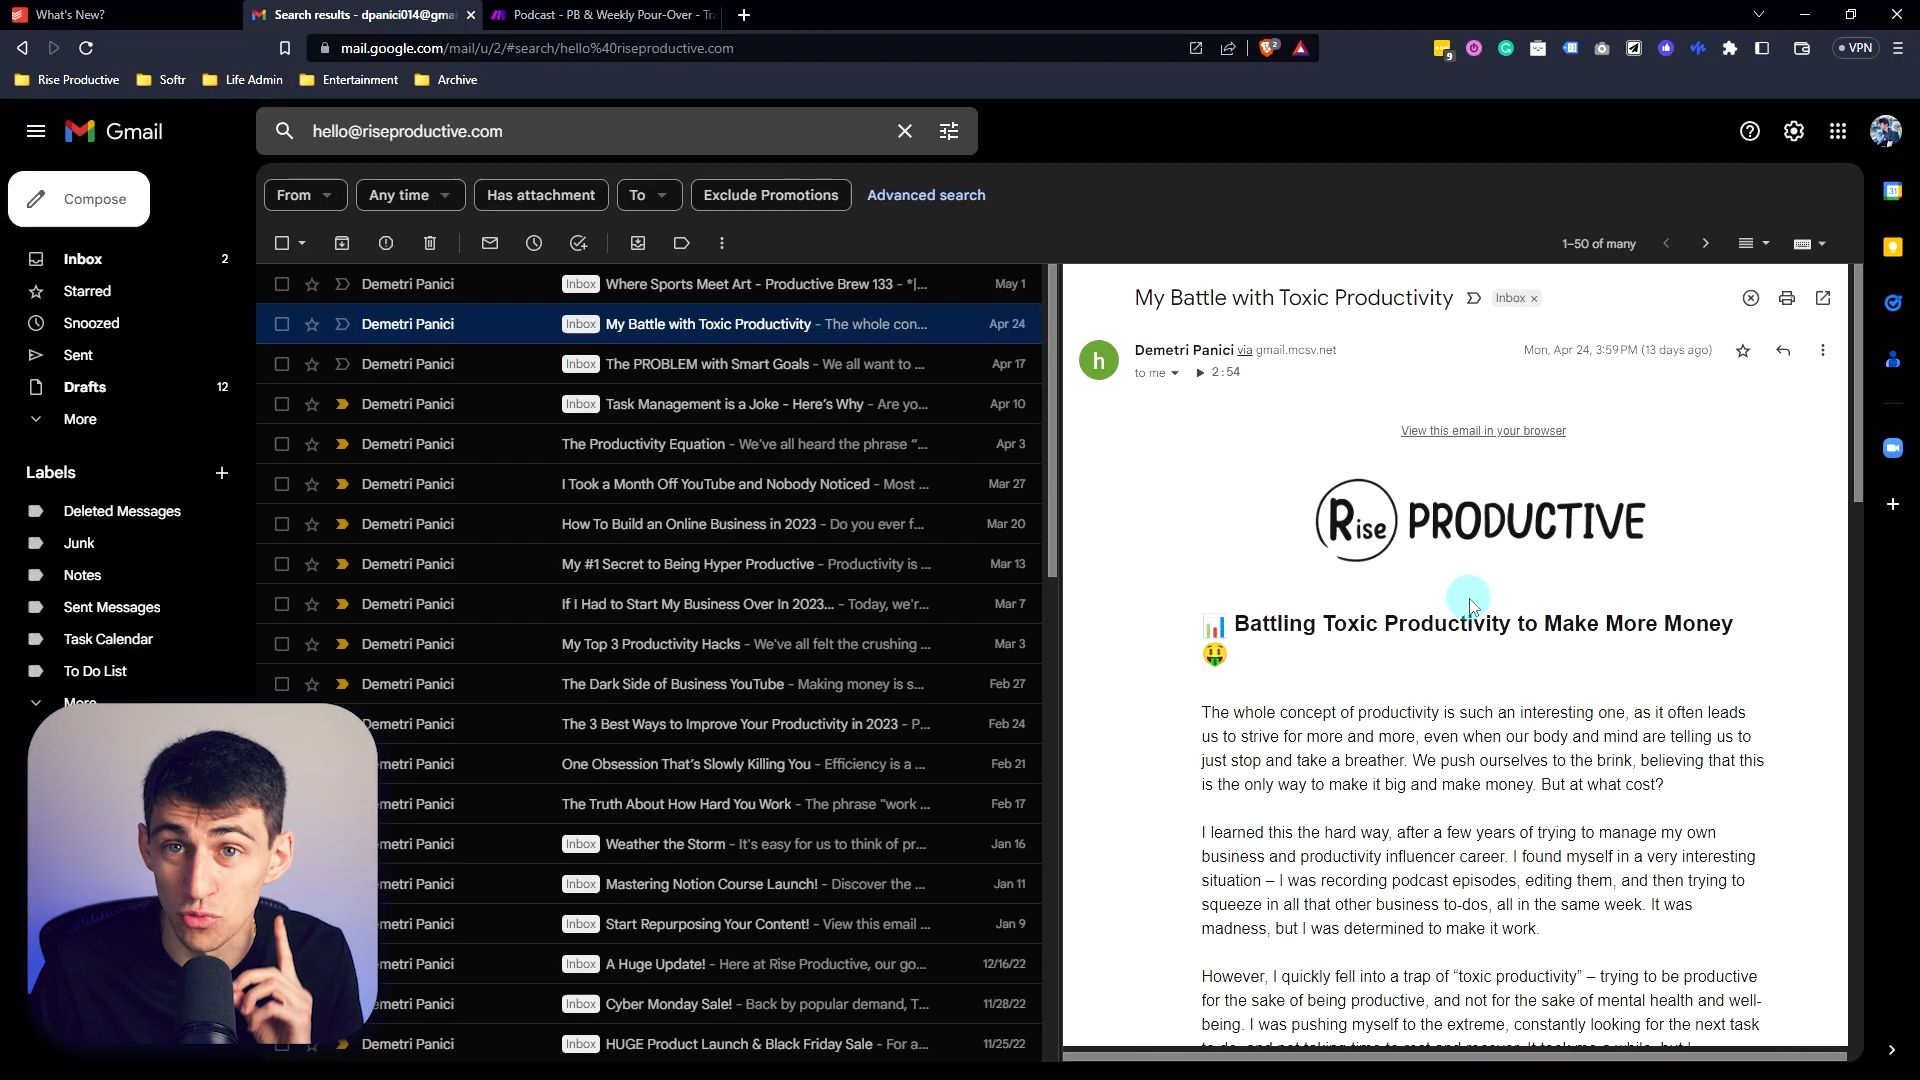 What's New?
Search results - dpanici014@gmai
Podcast - PB & Weekly Pour-Over - Tr
mail.google.com/mail/u/2/#search/hello%40riseproductive.com
2
9
VPN
Rise Productive
Softr
Life Admin
Entertainment
Archive
Gmail
hello@riseproductive.com
Compose
From
Any time
Has attachment
To
Exclude Promotions
Advanced search
31
1–50 of many
Inbox 2
Starred
Snoozed
Sent
Drafts 12
More
Labels
Deleted Messages
Junk
Notes
Sent Messages
Task Calendar
To Do List
More
Demetri Panici Inbox Where Sports Meet Art - Productive Brew 133 - *|... May 1
Demetri Panici Inbox My Battle with Toxic Productivity - The whole con... Apr 24
Demetri Panici Inbox The PROBLEM with Smart Goals - We all want to ... Apr 17
Demetri Panici Inbox Task Management is a Joke - Here's Why - Are yo... Apr 10
Demetri Panici The Productivity Equation - We've all heard the phrase “... Apr 3
Demetri Panici I Took a Month Off YouTube and Nobody Noticed - Most ... Mar 27
Demetri Panici How To Build an Online Business in 2023 - Do you ever f... Mar 20
Demetri Panici My #1 Secret to Being Hyper Productive - Productivity is ... Mar 13
Demetri Panici If I Had to Start My Business Over In 2023... - Today, we'r... Mar 7
Demetri Panici My Top 3 Productivity Hacks - We've all felt the crushing ... Mar 3
Demetri Panici The Dark Side of Business YouTube - Making money is s... Feb 27
Demetri Panici The 3 Best Ways to Improve Your Productivity in 2023 - P... Feb 24
metri Panici One Obsession That's Slowly Killing You - Efficiency is a ... Feb 21
metri Panici The Truth About How Hard You Work - The phrase "work ... Feb 17
metri Panici Inbox Weather the Storm - It's easy for us to think of pr... Jan 16
metri Panici Inbox Mastering Notion Course Launch! - Discover the ... Jan 11
metri Panici Inbox Start Repurposing Your Content! - View this email ... Jan 9
metri Panici Inbox A Huge Update! - Here at Rise Productive, our go... 12/16/22
emetri Panici Inbox Cyber Monday Sale! - Back by popular demand, T... 11/28/22
Demetri Panici Inbox HUGE Product Launch & Black Friday Sale - For a... 11/25/22
My Battle with Toxic Productivity Inbox ×
h
Demetri Panici via gmail.mcsv.net Mon, Apr 24, 3:59 PM (13 days ago)
to me 2:54
View this email in your browser
Rise PRODUCTIVE
📊 Battling Toxic Productivity to Make More Money
🤑
The whole concept of productivity is such an interesting one, as it often leads
us to strive for more and more, even when our body and mind are telling us to
just stop and take a breather. We push ourselves to the brink, believing that this
is the only way to make it big and make money. But at what cost?
I learned this the hard way, after a few years of trying to manage my own
business and productivity influencer career. I found myself in a very interesting
situation – I was recording podcast episodes, editing them, and then trying to
squeeze in all that other business to-dos, all in the same week. It was
madness, but I was determined to make it work.
However, I quickly fell into a trap of “toxic productivity” – trying to be productive
for the sake of being productive, and not for the sake of mental health and well-
being. I was pushing myself to the extreme, constantly looking for the next task